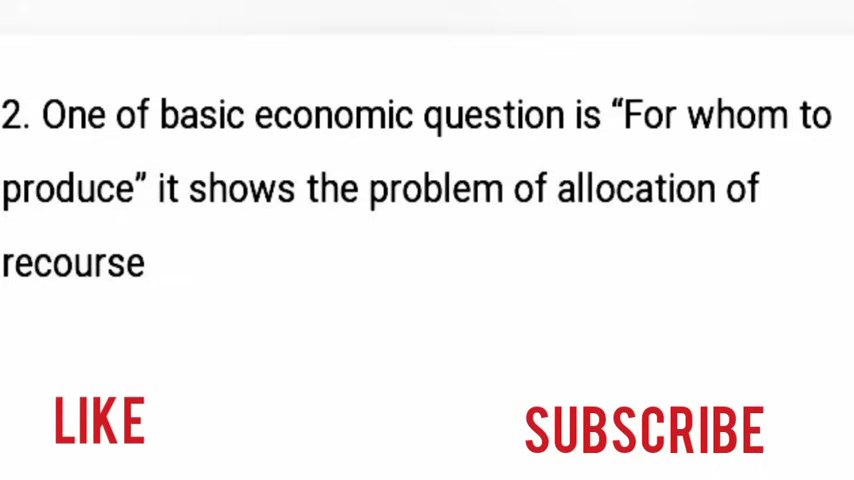 2. One of basic economic question is “For whom to
produce” it shows the problem of allocation of
recourse
LIKE
SUBSCRIBE